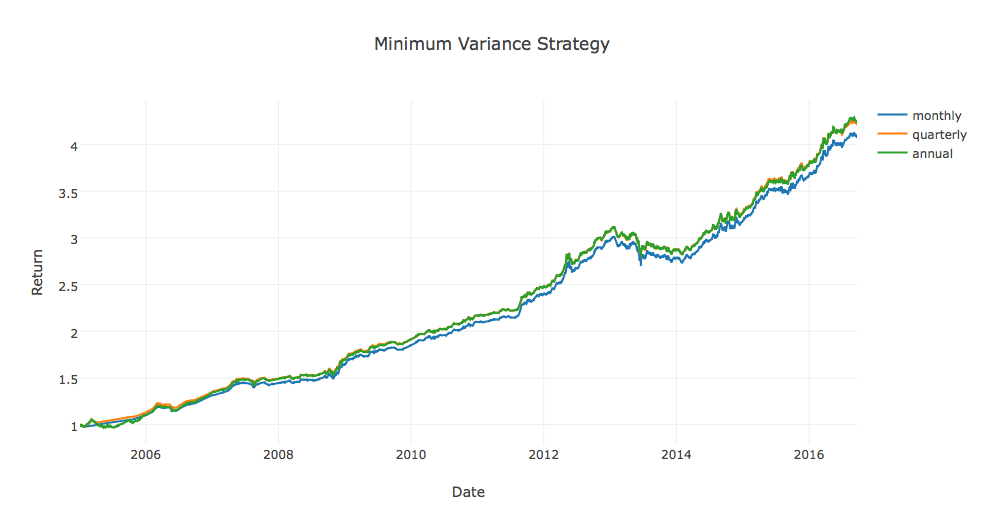 Minimum Variance Strategy
monthly
quarterly
annual
4
3.5
3
2.5
2
1.5
1
Return
2006
2008
2010
2012
2014
2016
Date